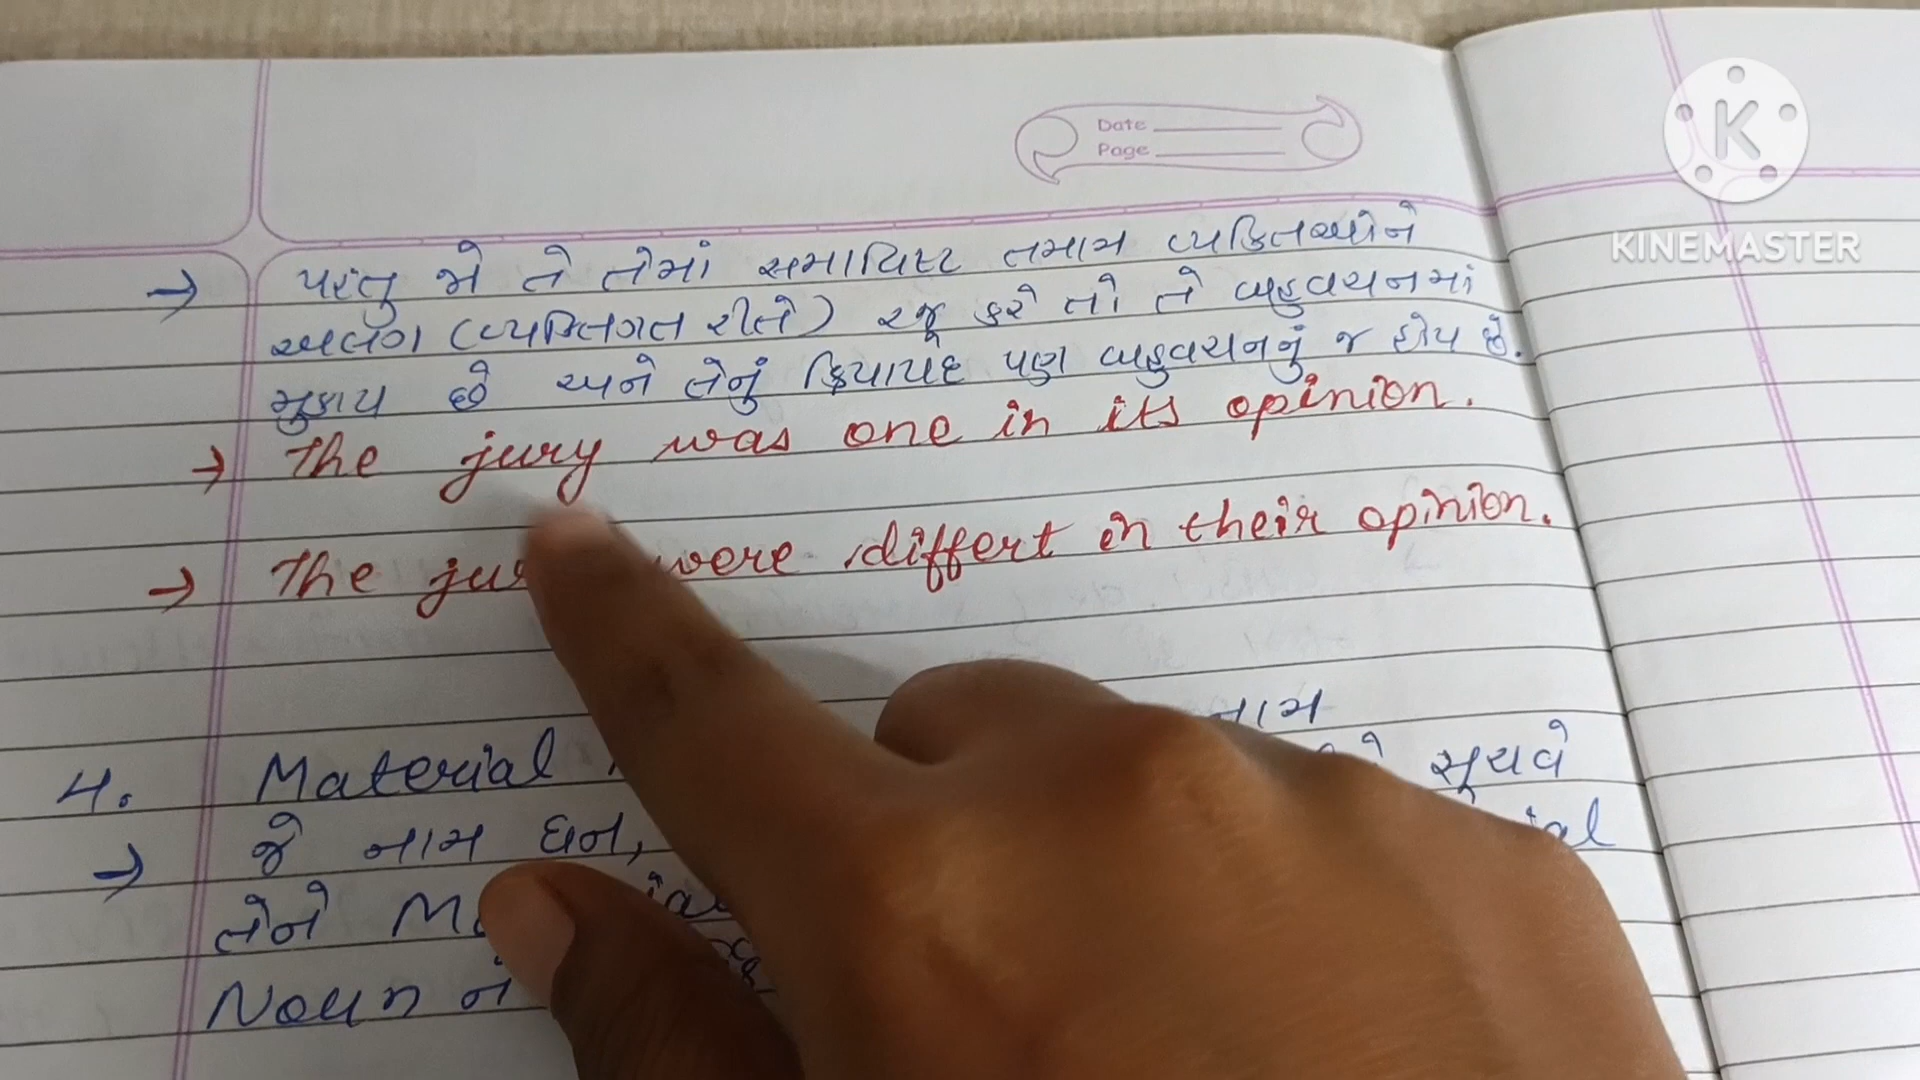 Date
Page
KINEMASTER
→ પરંતુ જો તે તેમાં સમાવિષ્ટ તમામ વ્યક્તિઓને
અલગ (વ્યક્તિગત રીતે) રજૂ કરે તો તે બહુવચનમાં
મુકાય છે અને તેનું ક્રિયાપદ પણ બહુવચનનું જ હોય છે.
→ The jury was one in its opinion.
→ The were differt in their opinion.
4. Material નામ
→ જે નામ ધન, સૂચવે
તેને
Noun ને